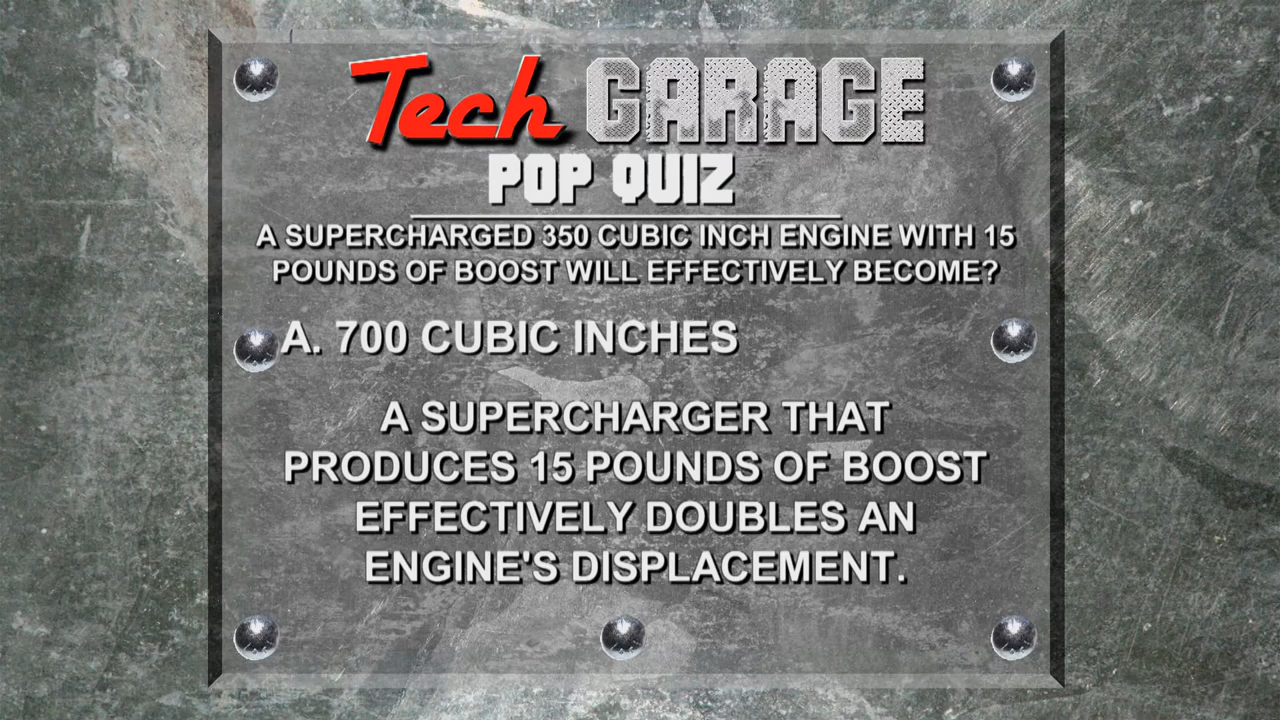 Tech GARAGE
POP QUIZ
A SUPERCHARGED 350 CUBIC INCH ENGINE WITH 15
POUNDS OF BOOST WILL EFFECTIVELY BECOME?
A. 700 CUBIC INCHES
A SUPERCHARGER THAT
PRODUCES 15 POUNDS OF BOOST
EFFECTIVELY DOUBLES AN
ENGINE'S DISPLACEMENT.